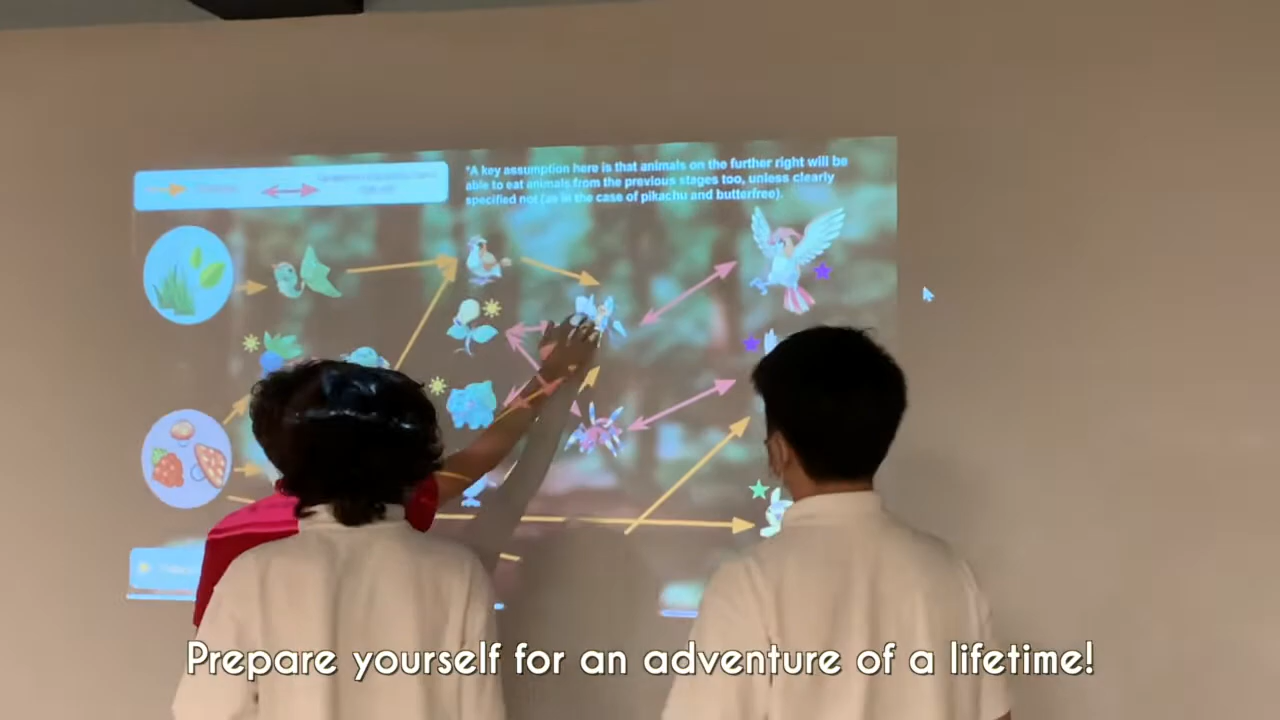 *A key assumption here is that animals on the further right will be
able to eat animals from the previous stages too, unless clearly
specified not (as in the case of pikachu and butterfree).
Prepare yourself for an adventure of a lifetime!